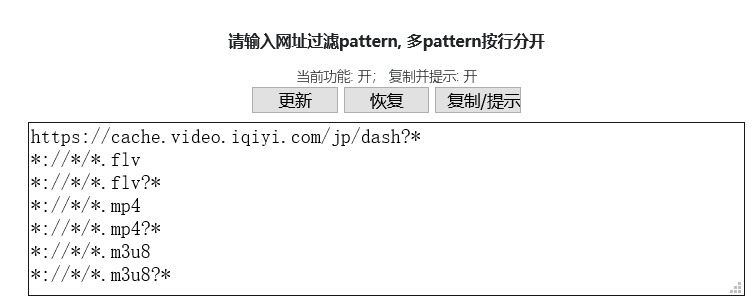 请输入网址过滤pattern, 多pattern按行分开
当前功能: 开; 复制并提示: 开
更新 恢复 复制/提示
https://cache.video.iqiyi.com/jp/dash?*
*://*/*.flv
*://*/*.flv?*
*://*/*.mp4
*://*/*.mp4?*
*://*/*.m3u8
*://*/*.m3u8?*